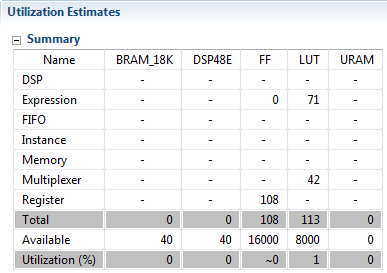 Utilization Estimates
Summary
Name BRAM_18K DSP48E FF LUT URAM
DSP - - - - -
Expression - - 0 71 -
FIFO - - - - -
Instance - - - - -
Memory - - - - -
Multiplexer - - - 42 -
Register - - 108 - -
Total 0 0 108 113 0
Available 40 40 16000 8000 0
Utilization (%) 0 0 ~0 1 0